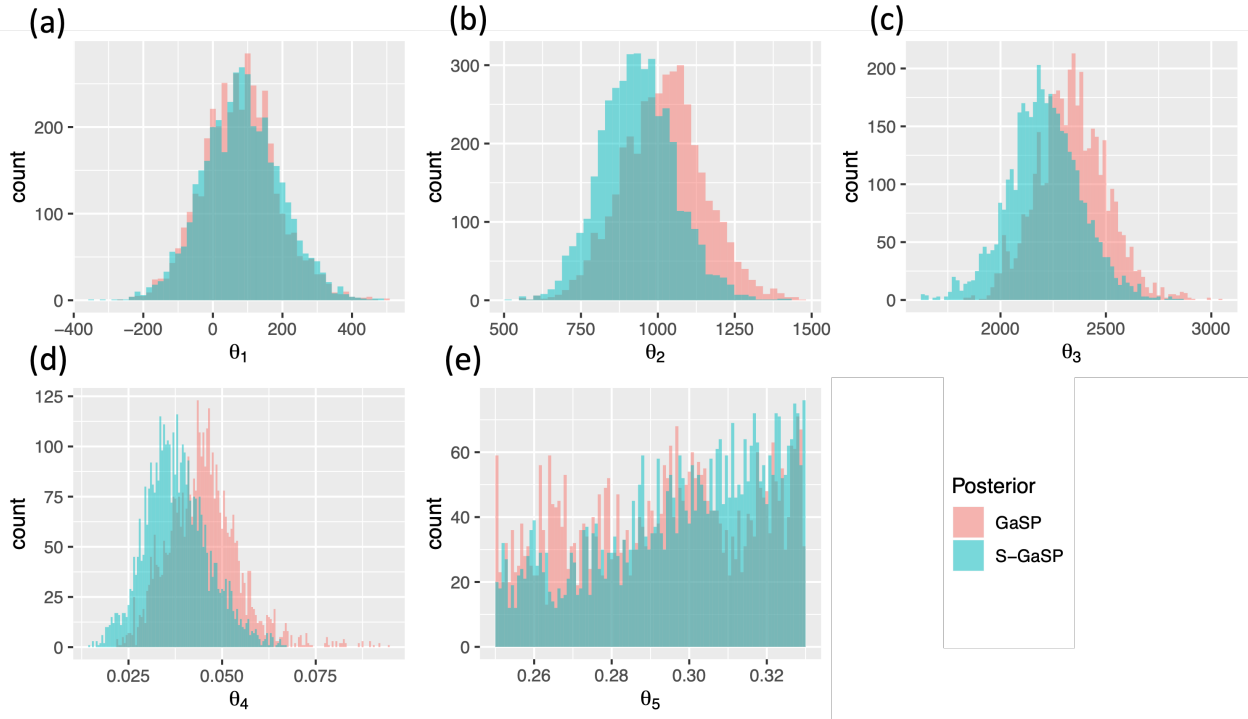 (a)
count
200
100
0
−400
−200
0
200
400
θ1
(b)
count
300
200
100
0
500
750
1000
1250
1500
θ2
(c)
count
200
150
100
50
0
2000
2500
3000
θ3
(d)
count
125
100
75
50
25
0
0.025
0.050
0.075
θ4
(e)
count
60
40
20
0
0.26
0.28
0.30
0.32
θ5
Posterior
GaSP
S−GaSP